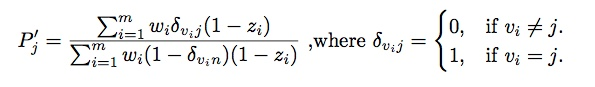 P'_j = \frac{\sum_{i=1}^{m} w_i \delta_{v_i j}(1 - z_i)}{\sum_{i=1}^{m} w_i (1 - \delta_{v_i n})(1 - z_i)} ,where \delta_{v_i j} = \begin{cases} 0, & \text{if } v_i \neq j. \\ 1, & \text{if } v_i = j. \end{cases}